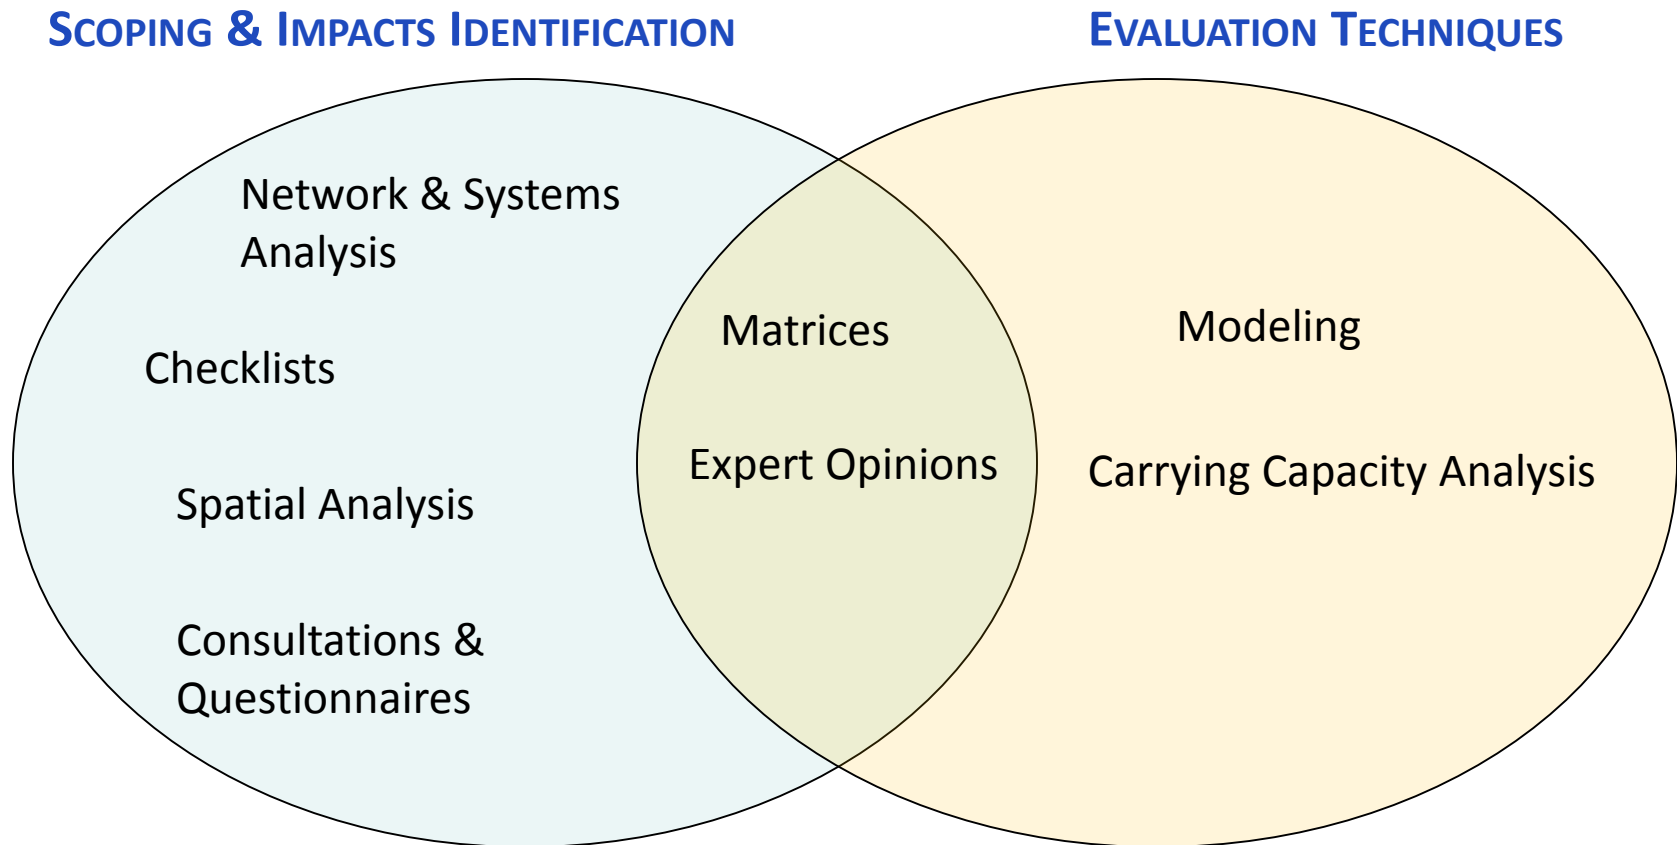 SCOPING & IMPACTS IDENTIFICATION
EVALUATION TECHNIQUES
Network & Systems
Analysis
Checklists
Spatial Analysis
Consultations &
Questionnaires
Matrices
Expert Opinions
Modeling
Carrying Capacity Analysis